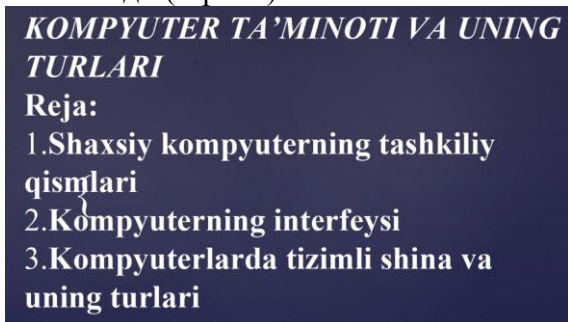 KOMPYUTER TA’MINOTI VA UNING
TURLARI
Reja:
1.Shaxsiy kompyuterning tashkiliy
qismlari
2.Kompyuterning interfeysi
3.Kompyuterlarda tizimli shina va
uning turlari